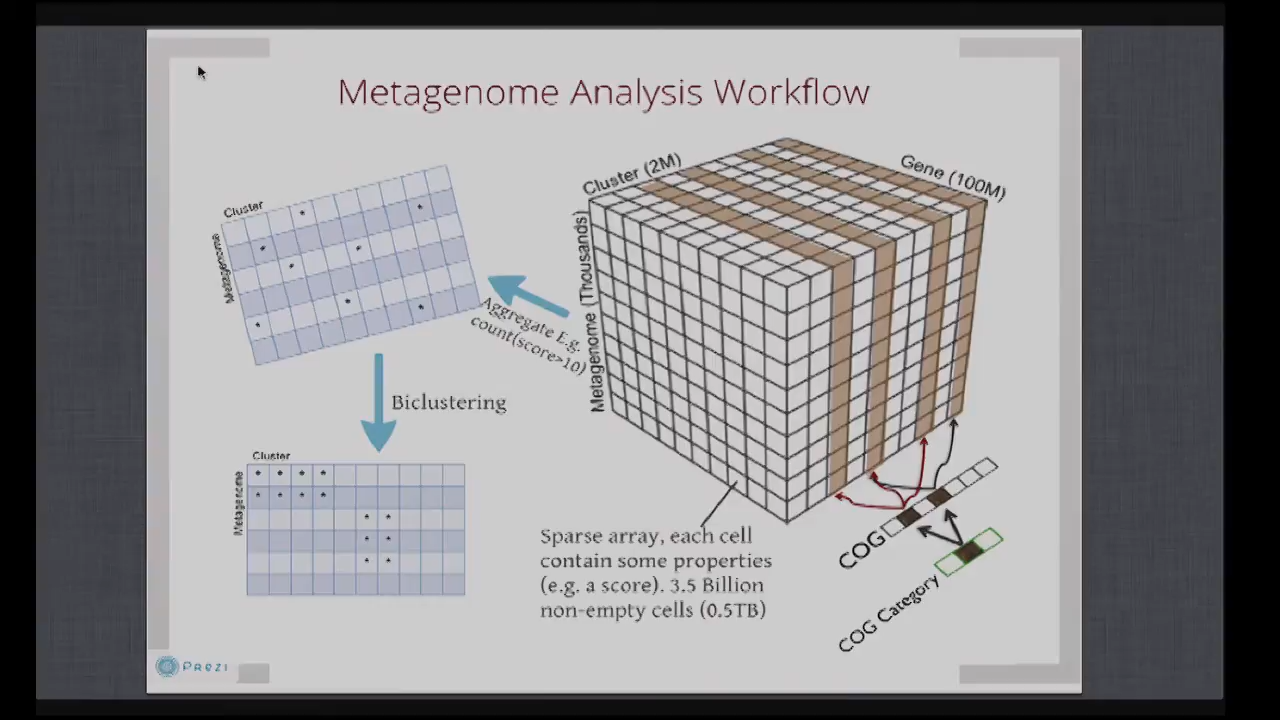 Metagenome Analysis Workflow
Cluster (2M)
Gene (100M)
Metagenome (Thousands)
Cluster
Metagenome
Aggregate E.g.
count(score>10)
Biclustering
Cluster
Metagenome
Sparse array, each cell
contain some properties
(e.g. a score). 3.5 Billion
non-empty cells (0.5TB)
COG
COG Category
Prezi